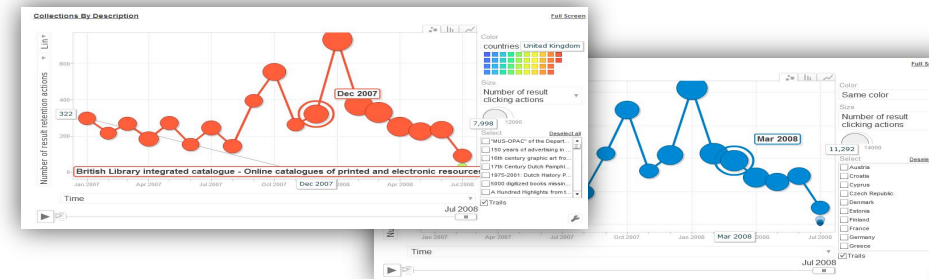 Collections By Description
Full Screen
Lin
Number of result retention actions
600
400
322
200
0
Dec 2007
British Library integrated catalogue - Online catalogues of printed and electronic resources
Jan 2007
Apr 2007
Jul 2007
Oct 2007
Dec 2007
2008
Apr 2008
Jul 2008
Time
Jul 2008
Color
countries
United Kingdom
Size
Number of result
clicking actions
7,998
12000
Select
Deselect all
"MUS-OPAC" of the Depart...
150 years of advertising in ...
16th century graphic art fro...
17th Century Dutch Pamphl...
1975-2001: Dutch History P...
5000 digitized books missin...
A Hundred Highlights from t...
Trails
Full S
Mar 2008
Jan 2007
Apr 2007
Oct 2007
Jan 2008
Mar 2008
2008
Jul 2008
Time
Jul 2008
Color
Same color
Size
Number of result
clicking actions
11,292
14000
Select
Desele
Austria
Croatia
Cyprus
Czech Republic
Denmark
Estonia
Finland
France
Germany
Greece
Trails